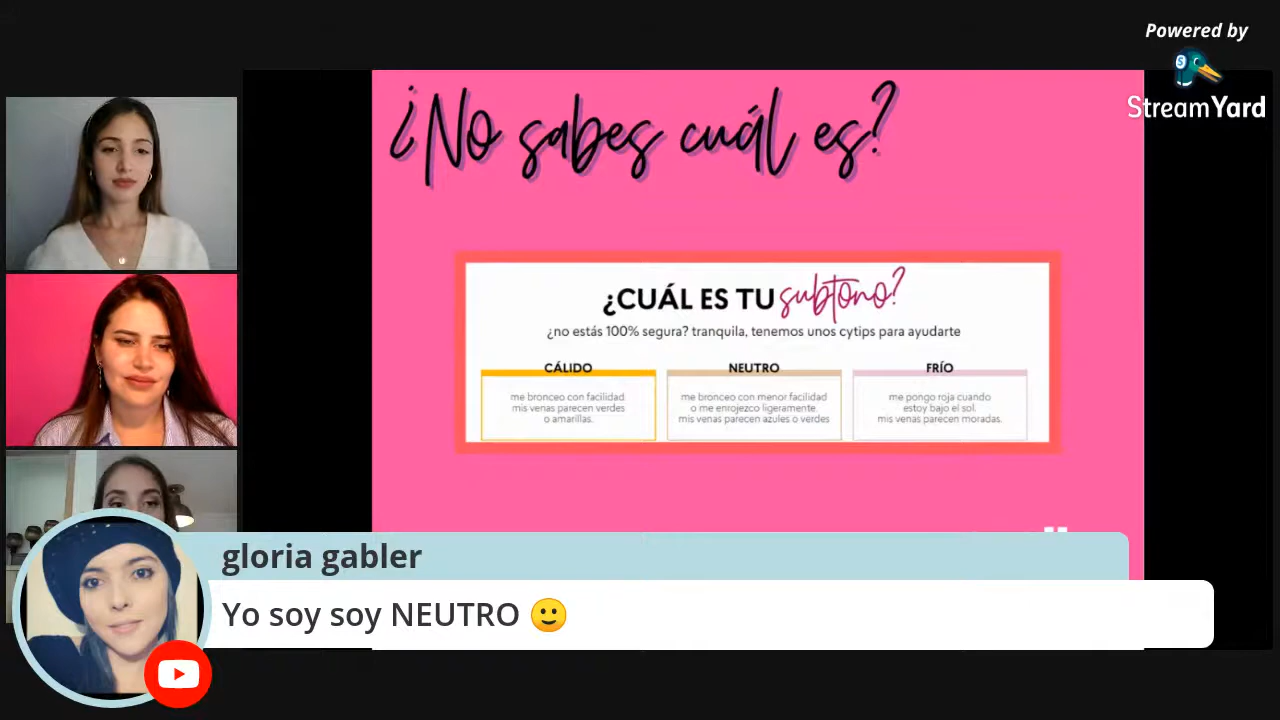 Powered by
StreamYard
¿No sabes cuál es?
¿CUÁL ES TU subtono?
¿no estás 100% segura? tranquila, tenemos unos cytips para ayudarte
CÁLIDO
me bronceo con facilidad.
mis venas parecen verdes
o amarillas.
NEUTRO
me bronceo con menor facilidad
o me enrojezco ligeramente.
mis venas parecen azules o verdes
FRÍO
me pongo roja cuando
estoy bajo el sol.
mis venas parecen moradas.
gloria gabler
Yo soy soy NEUTRO 🙂